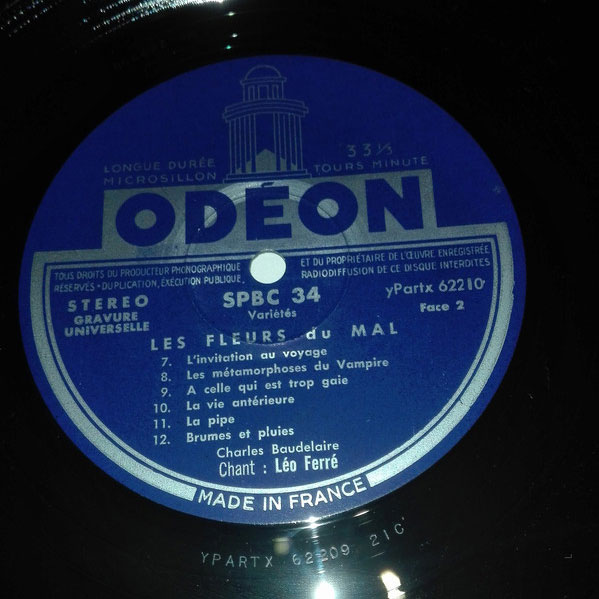 LONGUE DURÉE
MICROSILLON
33 1/3
TOURS MINUTE
ODÉON
TOUS DROITS DU PRODUCTEUR PHONOGRAPHIQUE
RÉSERVÉS • DUPLICATION, EXÉCUTION PUBLIQUE,
ET DU PROPRIÉTAIRE DE L'ŒUVRE ENREGISTRÉE
RADIODIFFUSION DE CE DISQUE INTERDITES
STEREO
GRAVURE
UNIVERSELLE
SPBC 34
Variétés
yPartx 62210
Face 2
LES FLEURS du MAL
7. L'invitation au voyage
8. Les métamorphoses du Vampire
9. A celle qui est trop gaie
10. La vie antérieure
11. La pipe
12. Brumes et pluies
Charles Baudelaire
Chant : Léo Ferré
MADE IN FRANCE
YPARTX 62209 21C